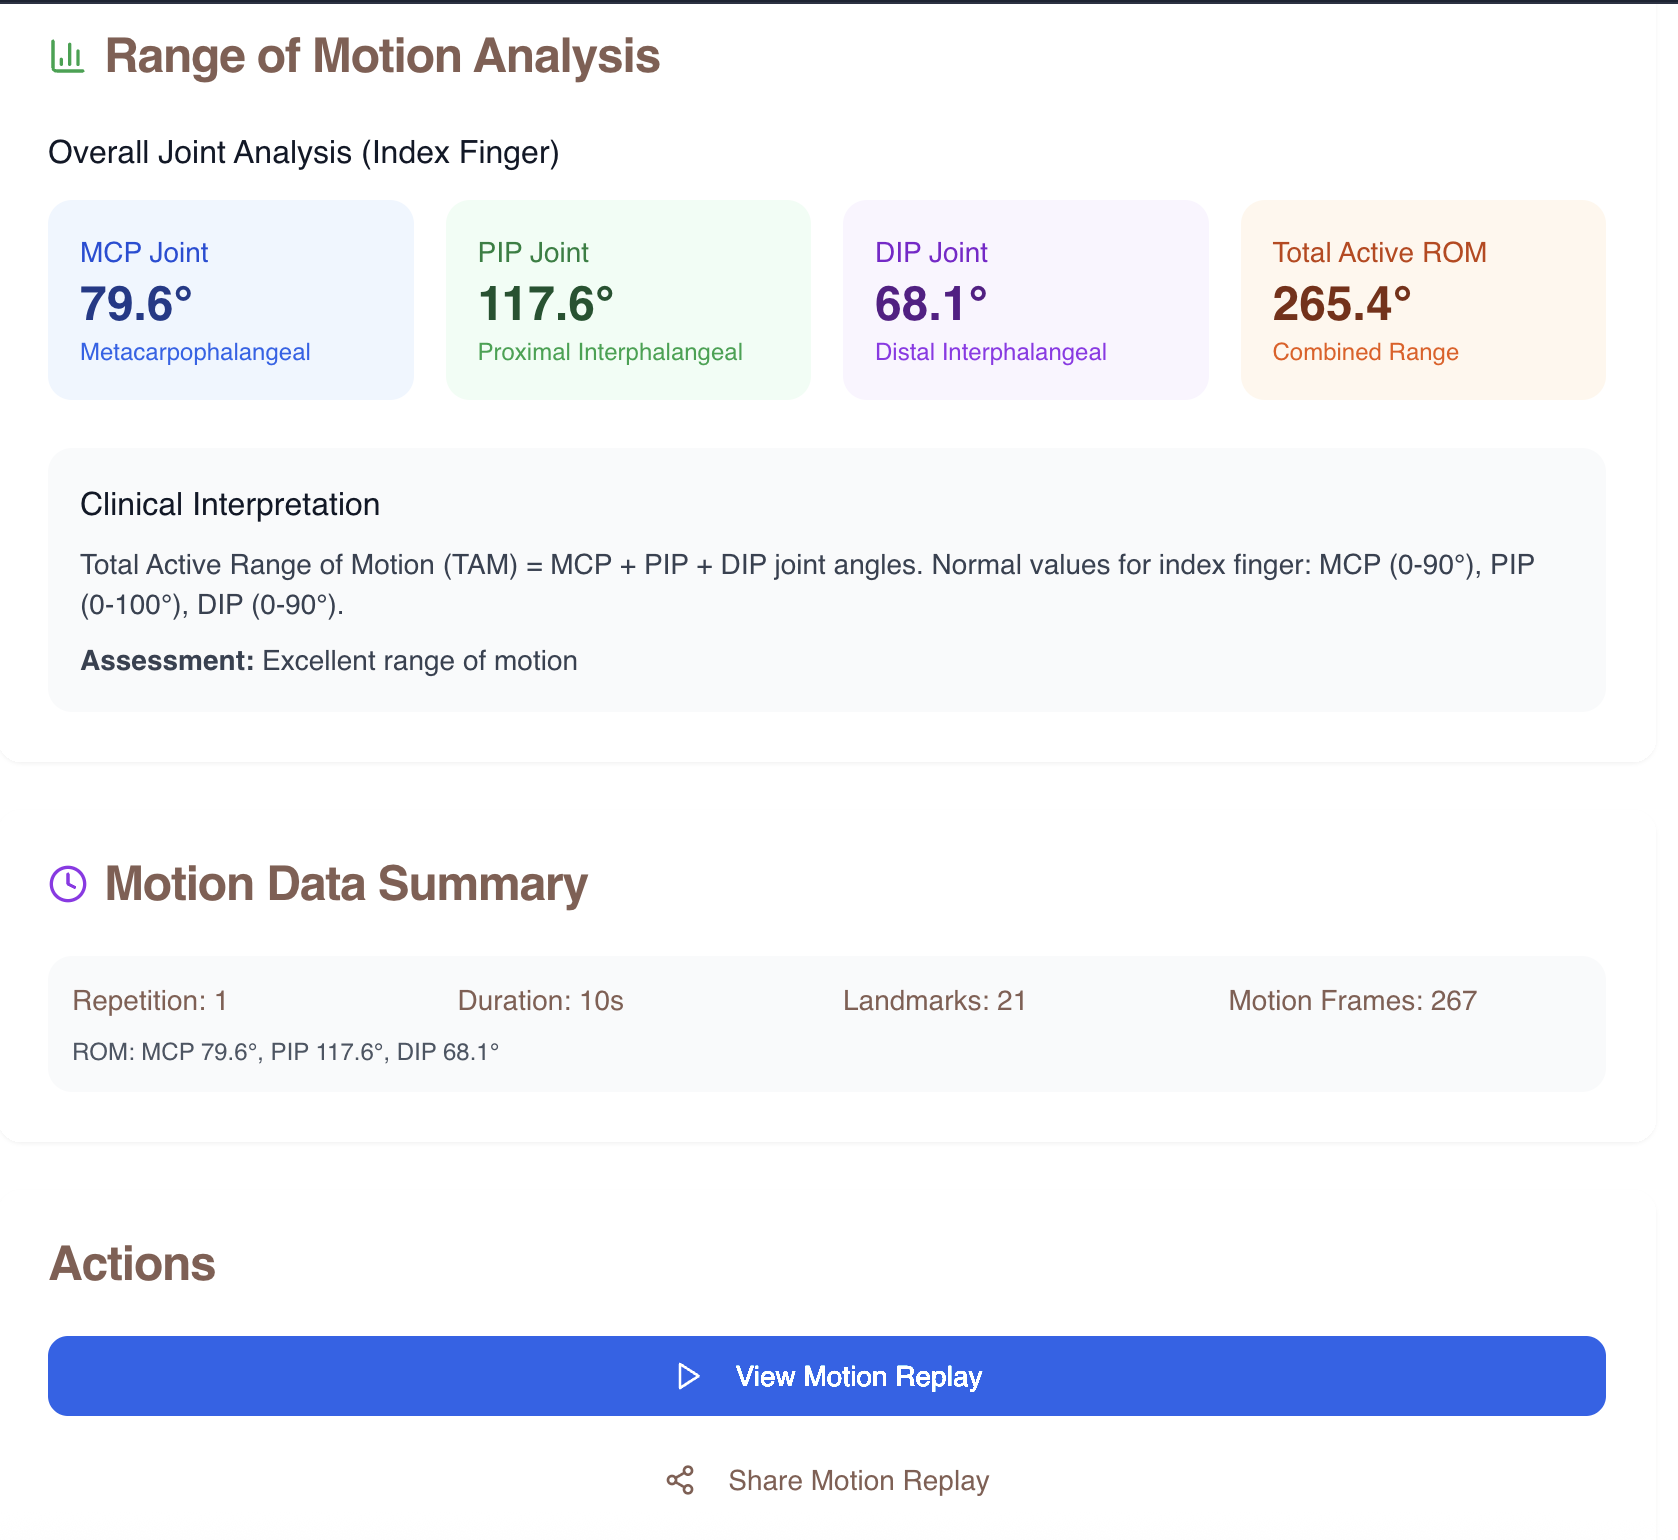 Range of Motion Analysis
Overall Joint Analysis (Index Finger)
MCP Joint
79.6°
Metacarpophalangeal
PIP Joint
117.6°
Proximal Interphalangeal
DIP Joint
68.1°
Distal Interphalangeal
Total Active ROM
265.4°
Combined Range
Clinical Interpretation
Total Active Range of Motion (TAM) = MCP + PIP + DIP joint angles. Normal values for index finger: MCP (0-90°), PIP
(0-100°), DIP (0-90°).
Assessment: Excellent range of motion
Motion Data Summary
Repetition: 1
Duration: 10s
Landmarks: 21
Motion Frames: 267
ROM: MCP 79.6°, PIP 117.6°, DIP 68.1°
Actions
View Motion Replay
Share Motion Replay